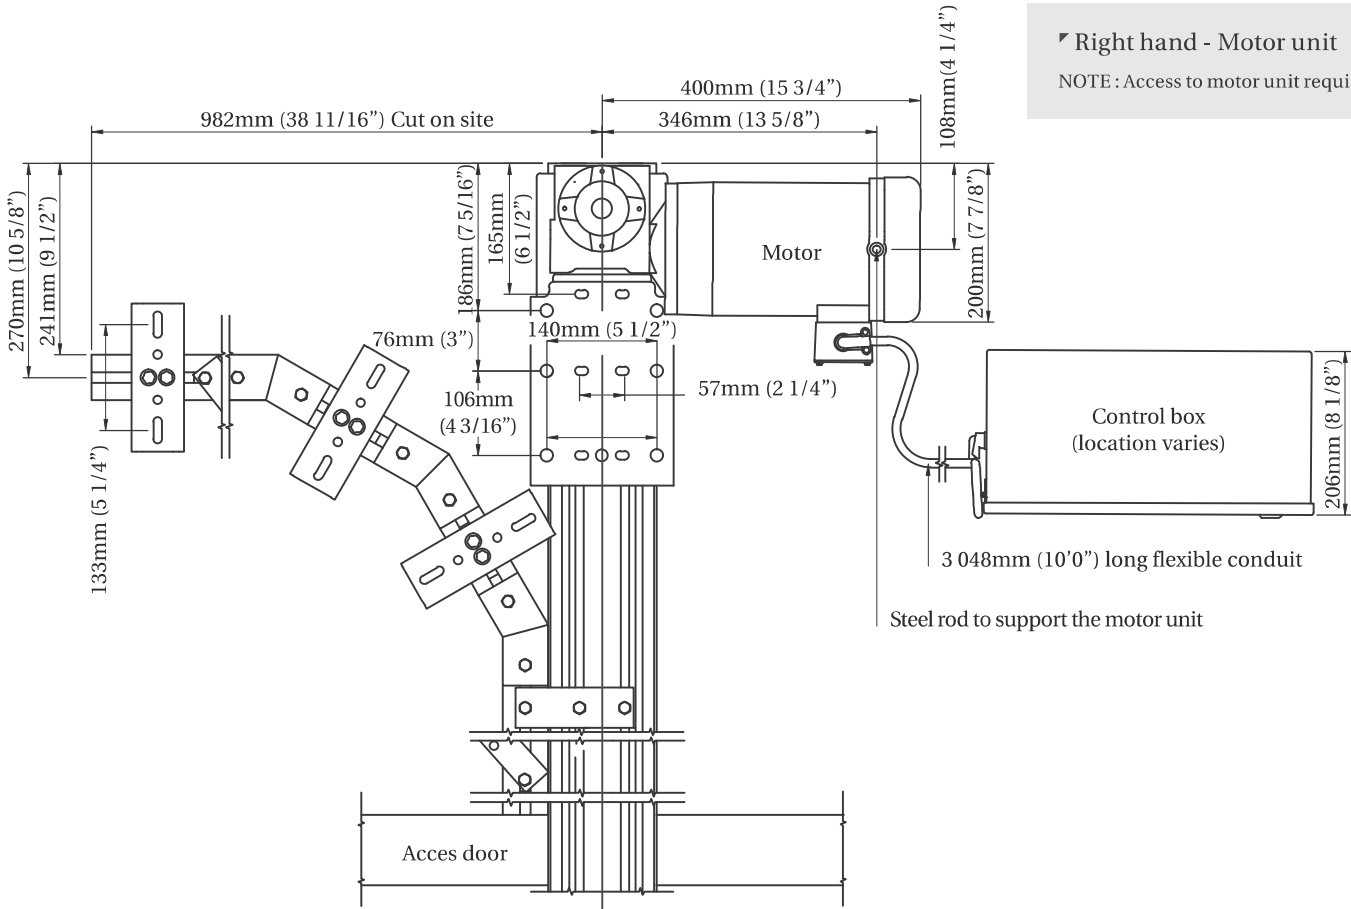 Right hand - Motor unit
NOTE : Access to motor unit requi
400mm (15 3/4”)
108mm(4 1/4”)
982mm (38 11/16”) Cut on site
346mm (13 5/8”)
270mm (10 5/8”)
241mm (9 1/2”)
186mm (7 5/16”)
165mm
(6 1/2”)
Motor
200mm (7 7/8”)
76mm (3”)
140mm (5 1/2”)
57mm (2 1/4”)
106mm
(4 3/16”)
Control box
(location varies)
206mm (8 1/8”)
133mm (5 1/4”)
3 048mm (10’0”) long flexible conduit
Steel rod to support the motor unit
Acces door